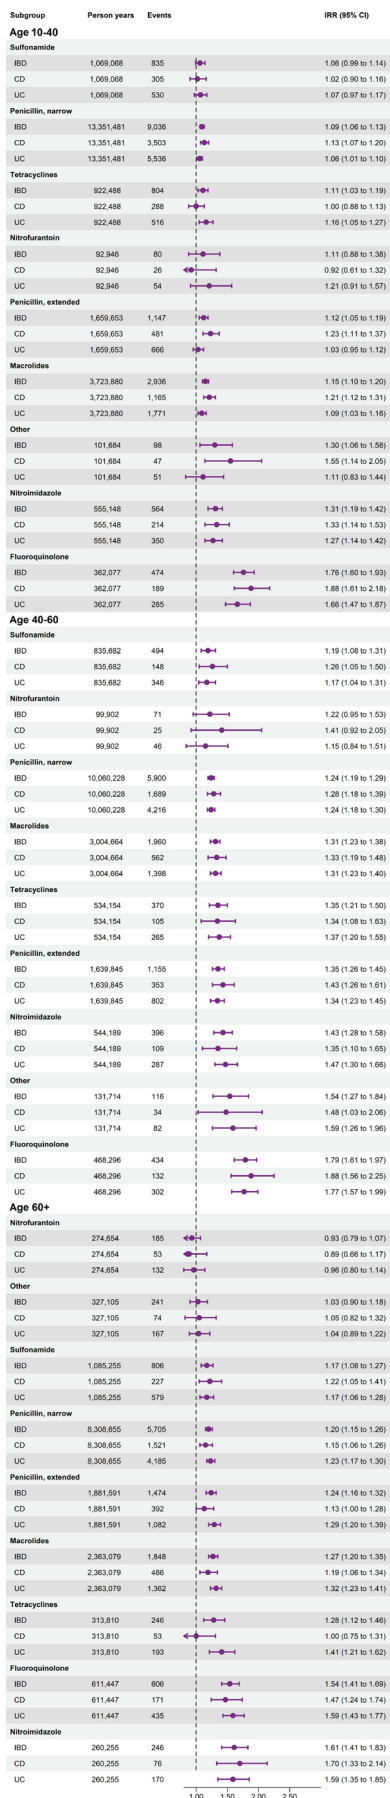 Subgroup Person years Events IRR (95% CI)
Age 10-40
Sulfonamide
IBD 1,069,068 835 1.06 (0.99 to 1.14)
CD 1,069,068 305 1.02 (0.90 to 1.16)
UC 1,069,068 530 1.07 (0.97 to 1.17)
Penicillin, narrow
IBD 13,351,481 9,036 1.09 (1.06 to 1.13)
CD 13,351,481 3,503 1.13 (1.07 to 1.20)
UC 13,351,481 5,536 1.06 (1.01 to 1.10)
Tetracyclines
IBD 922,488 804 1.11 (1.03 to 1.19)
CD 922,488 288 1.00 (0.88 to 1.13)
UC 922,488 516 1.16 (1.05 to 1.27)
Nitrofurantoin
IBD 92,946 80 1.11 (0.88 to 1.38)
CD 92,946 26 0.92 (0.61 to 1.32)
UC 92,946 54 1.21 (0.91 to 1.57)
Penicillin, extended
IBD 1,659,653 1,147 1.12 (1.05 to 1.19)
CD 1,659,653 481 1.23 (1.11 to 1.37)
UC 1,659,653 666 1.03 (0.95 to 1.12)
Macrolides
IBD 3,723,880 2,936 1.15 (1.10 to 1.20)
CD 3,723,880 1,165 1.21 (1.12 to 1.31)
UC 3,723,880 1,771 1.09 (1.03 to 1.16)
Other
IBD 101,684 98 1.30 (1.06 to 1.58)
CD 101,684 47 1.55 (1.14 to 2.05)
UC 101,684 51 1.11 (0.83 to 1.44)
Nitroimidazole
IBD 555,148 564 1.31 (1.19 to 1.42)
CD 555,148 214 1.33 (1.14 to 1.53)
UC 555,148 350 1.27 (1.14 to 1.42)
Fluoroquinolone
IBD 362,077 474 1.76 (1.60 to 1.93)
CD 362,077 189 1.88 (1.61 to 2.18)
UC 362,077 285 1.66 (1.47 to 1.87)
Age 40-60
Sulfonamide
IBD 835,682 494 1.19 (1.08 to 1.31)
CD 835,682 148 1.26 (1.05 to 1.50)
UC 835,682 346 1.17 (1.04 to 1.31)
Nitrofurantoin
IBD 99,902 71 1.22 (0.95 to 1.53)
CD 99,902 25 1.41 (0.92 to 2.05)
UC 99,902 46 1.15 (0.84 to 1.51)
Penicillin, narrow
IBD 10,060,228 5,900 1.24 (1.19 to 1.29)
CD 10,060,228 1,689 1.28 (1.18 to 1.39)
UC 10,060,228 4,216 1.24 (1.18 to 1.30)
Macrolides
IBD 3,004,664 1,960 1.31 (1.23 to 1.38)
CD 3,004,664 562 1.33 (1.19 to 1.48)
UC 3,004,664 1,398 1.31 (1.23 to 1.40)
Tetracyclines
IBD 534,154 370 1.35 (1.21 to 1.50)
CD 534,154 105 1.34 (1.08 to 1.63)
UC 534,154 265 1.37 (1.20 to 1.55)
Penicillin, extended
IBD 1,639,845 1,155 1.35 (1.26 to 1.45)
CD 1,639,845 353 1.43 (1.26 to 1.61)
UC 1,639,845 802 1.34 (1.23 to 1.45)
Nitroimidazole
IBD 544,189 396 1.43 (1.28 to 1.58)
CD 544,189 109 1.35 (1.10 to 1.65)
UC 544,189 287 1.47 (1.30 to 1.66)
Other
IBD 131,714 116 1.54 (1.27 to 1.84)
CD 131,714 34 1.48 (1.03 to 2.06)
UC 131,714 82 1.59 (1.26 to 1.96)
Fluoroquinolone
IBD 468,296 434 1.79 (1.61 to 1.97)
CD 468,296 132 1.88 (1.56 to 2.25)
UC 468,296 302 1.77 (1.57 to 1.99)
Age 60+
Nitrofurantoin
IBD 274,654 185 0.93 (0.79 to 1.07)
CD 274,654 53 0.89 (0.66 to 1.17)
UC 274,654 132 0.96 (0.80 to 1.14)
Other
IBD 327,105 241 1.03 (0.90 to 1.18)
CD 327,105 74 1.05 (0.82 to 1.32)
UC 327,105 167 1.04 (0.89 to 1.22)
Sulfonamide
IBD 1,085,255 806 1.17 (1.08 to 1.27)
CD 1,085,255 227 1.22 (1.05 to 1.41)
UC 1,085,255 579 1.17 (1.06 to 1.28)
Penicillin, narrow
IBD 8,308,655 5,705 1.20 (1.15 to 1.26)
CD 8,308,655 1,521 1.15 (1.06 to 1.26)
UC 8,308,655 4,185 1.23 (1.17 to 1.30)
Penicillin, extended
IBD 1,881,591 1,474 1.24 (1.16 to 1.32)
CD 1,881,591 392 1.13 (1.00 to 1.28)
UC 1,881,591 1,082 1.29 (1.20 to 1.39)
Macrolides
IBD 2,363,079 1,848 1.27 (1.20 to 1.35)
CD 2,363,079 486 1.19 (1.06 to 1.34)
UC 2,363,079 1,362 1.32 (1.23 to 1.41)
Tetracyclines
IBD 313,810 246 1.28 (1.12 to 1.46)
CD 313,810 53 1.00 (0.75 to 1.31)
UC 313,810 193 1.41 (1.21 to 1.62)
Fluoroquinolone
IBD 611,447 606 1.54 (1.41 to 1.69)
CD 611,447 171 1.47 (1.24 to 1.74)
UC 611,447 435 1.59 (1.43 to 1.77)
Nitroimidazole
IBD 260,255 246 1.61 (1.41 to 1.83)
CD 260,255 76 1.70 (1.33 to 2.14)
UC 260,255 170 1.59 (1.35 to 1.85)
1.00 1.50 2.00 2.50